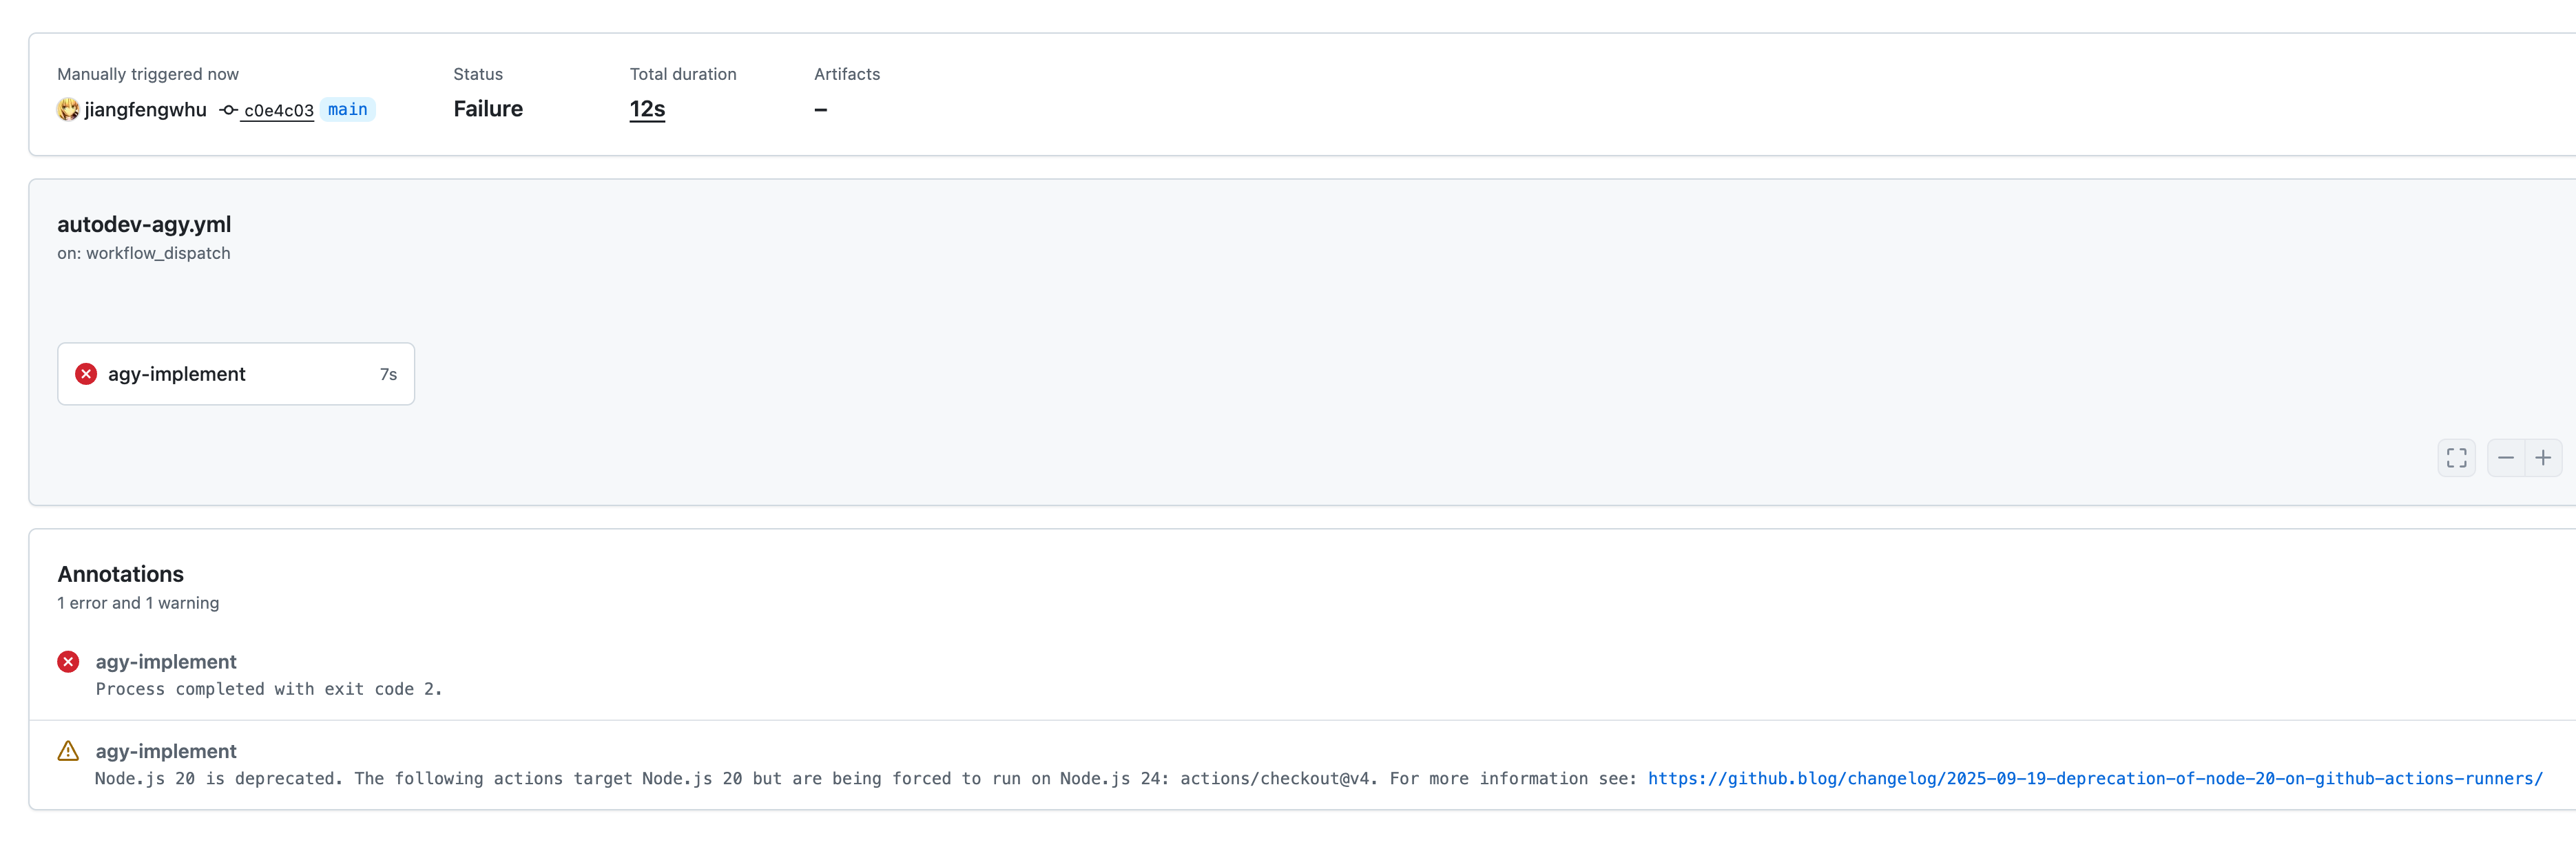 Manually triggered now
Status
Total duration
Artifacts
jiangfengwhu c0e4c03 main
Failure
12s
–
autodev-agy.yml
on: workflow_dispatch
agy-implement 7s
Annotations
1 error and 1 warning
agy-implement
Process completed with exit code 2.
agy-implement
Node.js 20 is deprecated. The following actions target Node.js 20 but are being forced to run on Node.js 24: actions/checkout@v4. For more information see: https://github.blog/changelog/2025-09-19-deprecation-of-node-20-on-github-actions-runners/